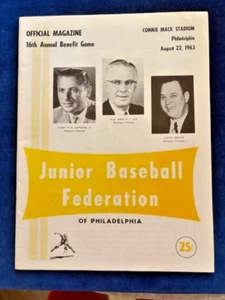 OFFICIAL MAGAZINE
16th Annual Benefit Game
CONNIE MACK STADIUM
Philadelphia
August 22, 1963
Junior Baseball
Federation
OF PHILADELPHIA
25¢